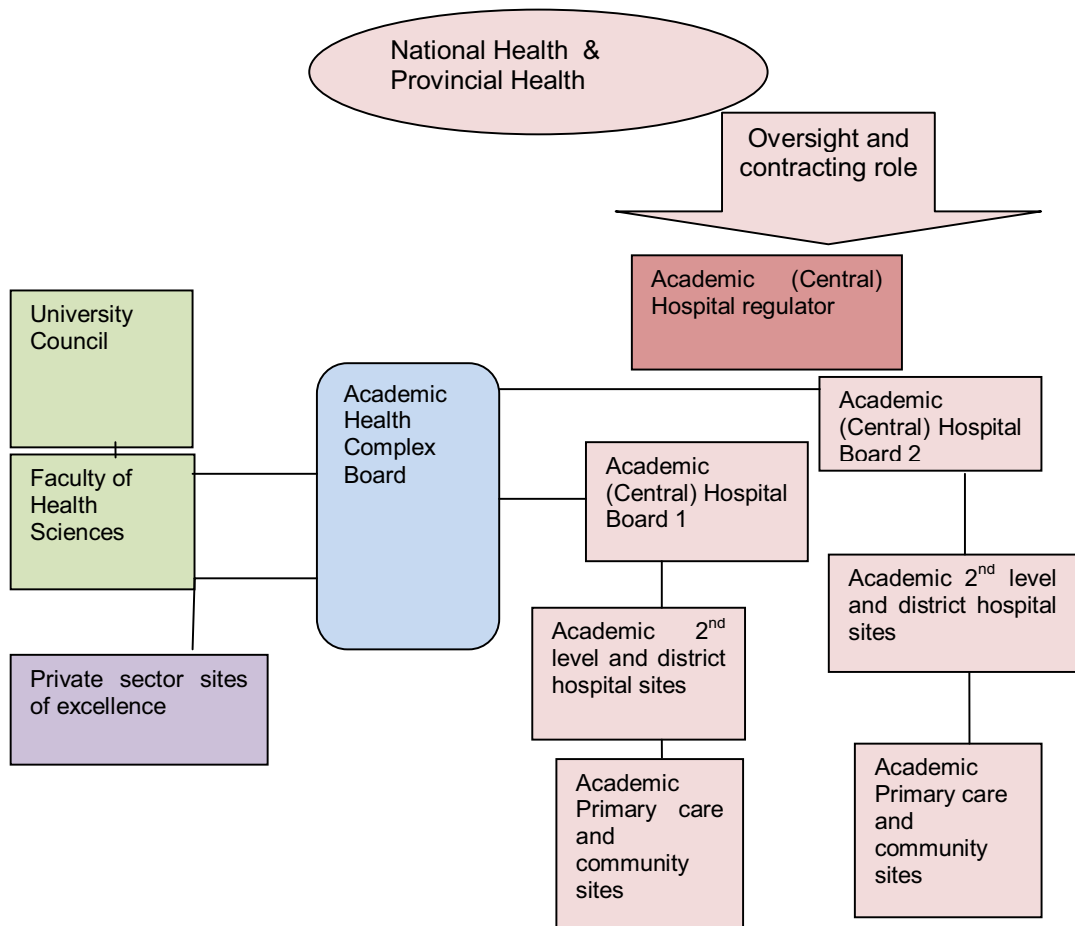 National Health &
Provincial Health
Oversight and
contracting role
Academic (Central)
Hospital regulator
University
Council
Academic
Health
Complex
Board
Academic
(Central) Hospital
Board 2
Faculty of
Health
Sciences
Academic
(Central) Hospital
Board 1
Academic 2nd level
and district hospital
sites
Academic 2nd
level and district
hospital sites
Private sector sites
of excellence
Academic
Primary care
and
community
sites
Academic
Primary care and
community
sites